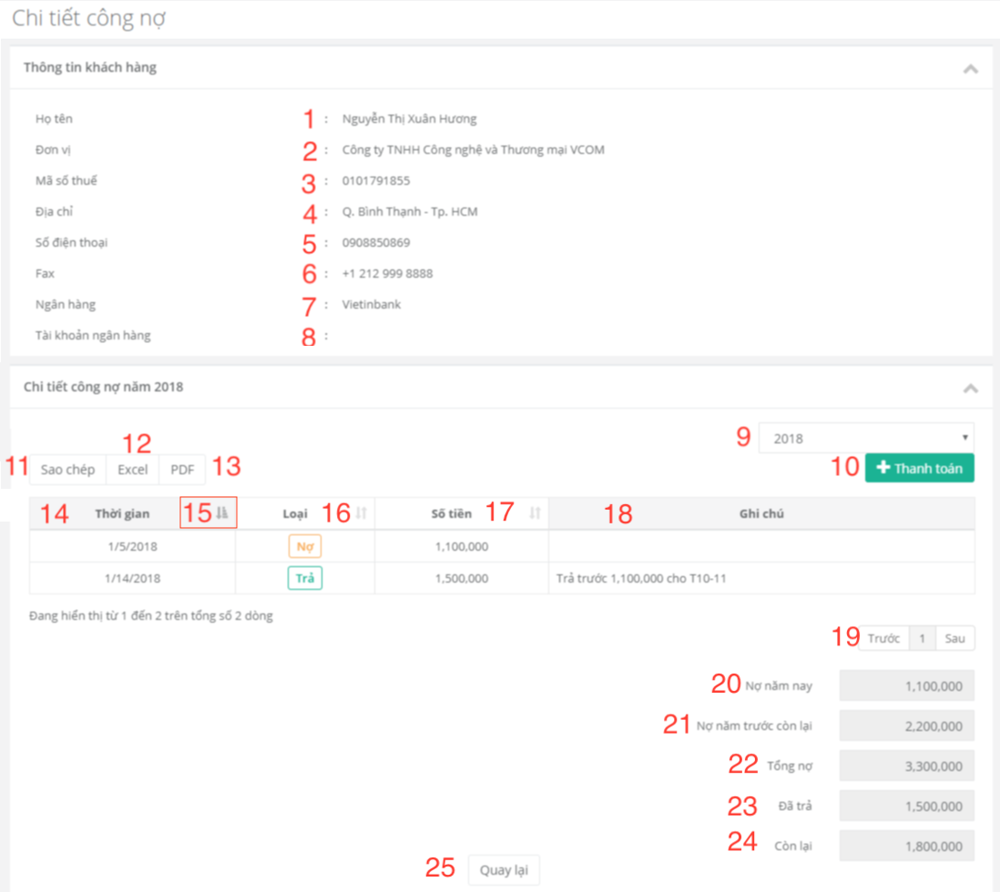 Chi tiết công nợ
Thông tin khách hàng
Họ tên 1 : Nguyễn Thị Xuân Hương
Đơn vị 2 : Công ty TNHH Công nghệ và Thương mại VCOM
Mã số thuế 3 : 0101791855
Địa chỉ 4 : Q. Bình Thạnh - Tp. HCM
Số điện thoại 5 : 0908850869
Fax 6 : +1 212 999 8888
Ngân hàng 7 : Vietinbank
Tài khoản ngân hàng 8 :
Chi tiết công nợ năm 2018
9 2018
12
11 Sao chép Excel PDF 13 10 + Thanh toán
14 Thời gian 15 Loại 16 Số tiền 17 18 Ghi chú
1/5/2018 Nợ 1,100,000
1/14/2018 Trả 1,500,000 Trả trước 1,100,000 cho T10-11
Đang hiển thị từ 1 đến 2 trên tổng số 2 dòng
19 Trước 1 Sau
20 Nợ năm nay 1,100,000
21 Nợ năm trước còn lại 2,200,000
22 Tổng nợ 3,300,000
23 Đã trả 1,500,000
24 Còn lại 1,800,000
25 Quay lại